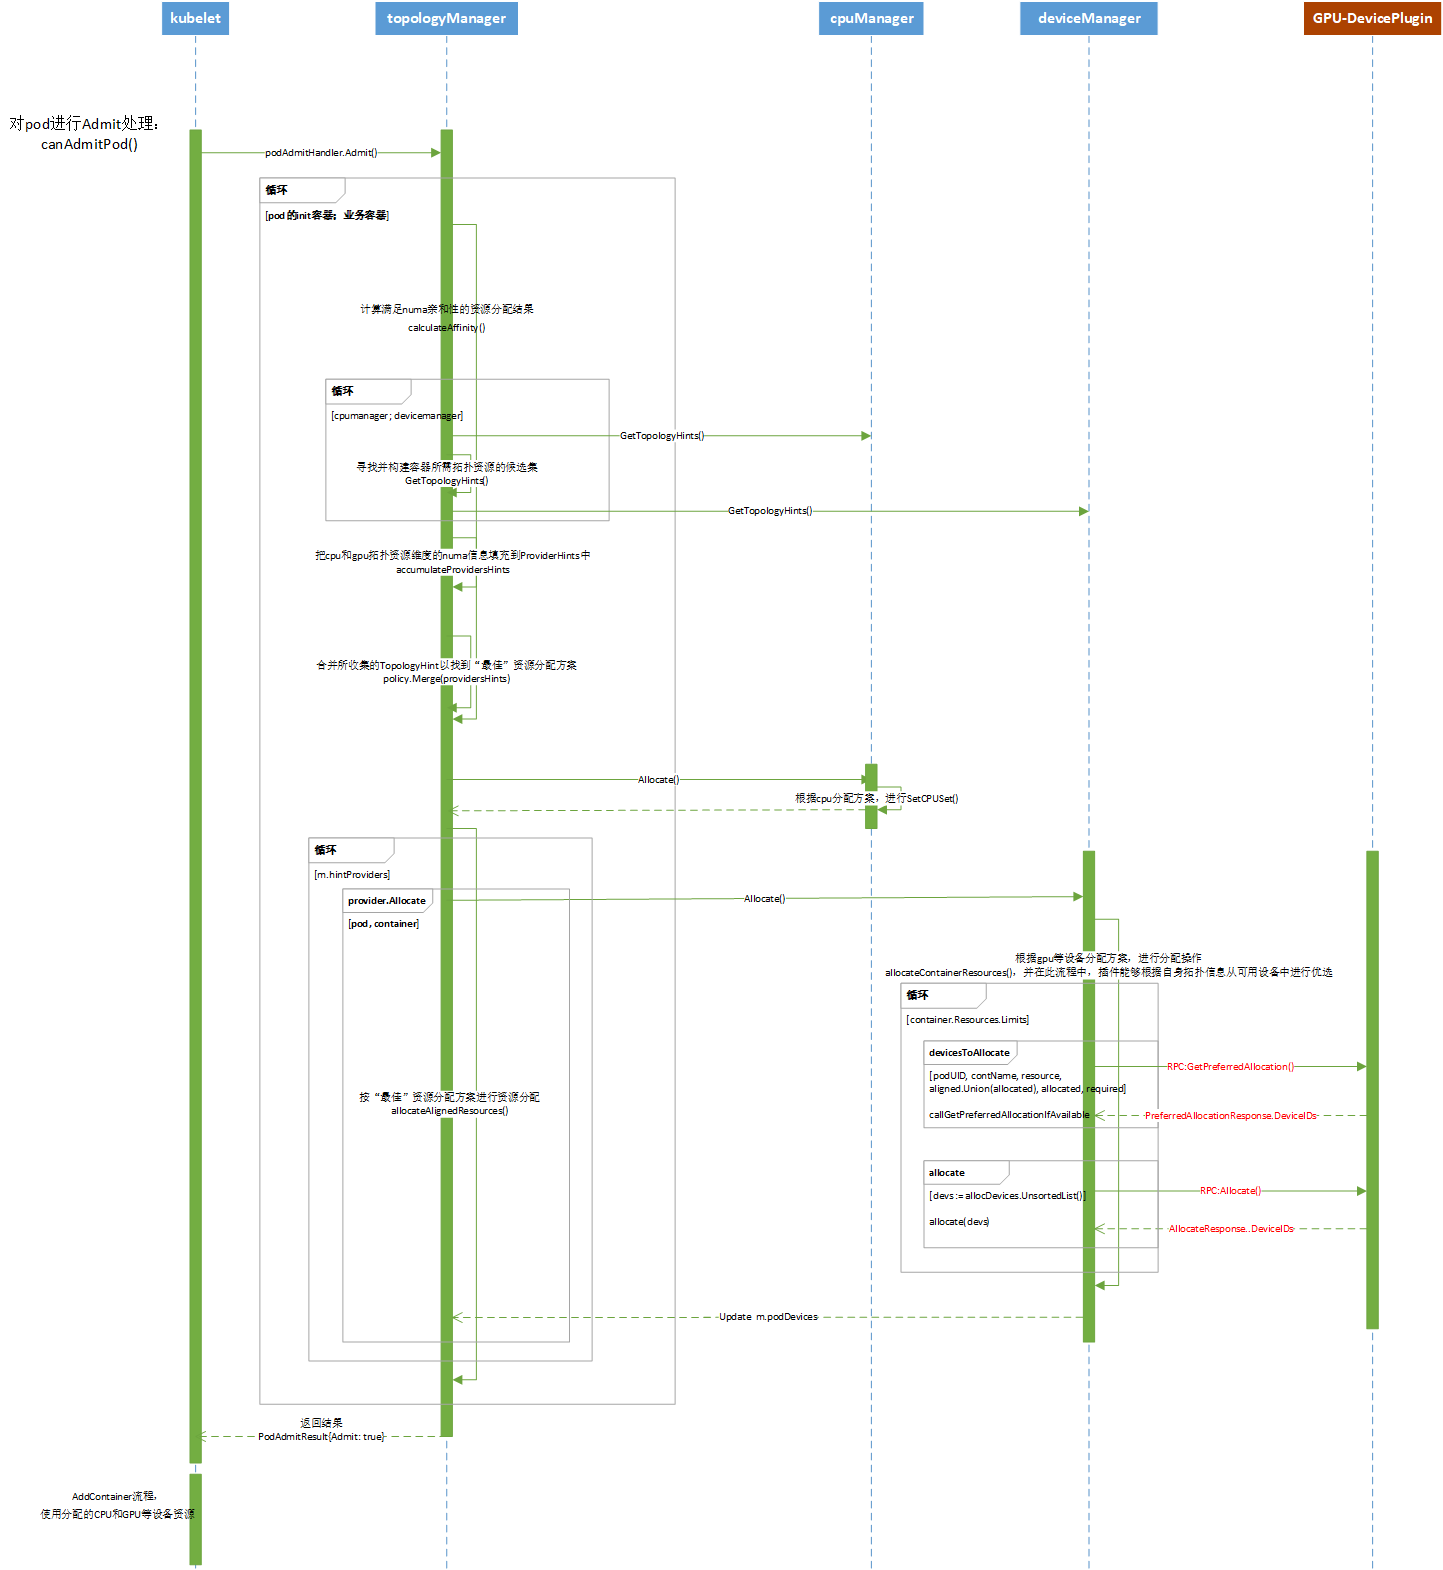 kubelet
topologyManager
cpuManager
deviceManager
GPU-DevicePlugin
对pod进行Admit处理：
canAdmitPod()
podAdmitHandler.Admit()
循环
[pod 的init容器；业务容器]
计算满足numa亲和性的资源分配结果
calculateAffinity()
循环
[cpumanager; devicemanager]
GetTopologyHints()
寻找并构建容器所需拓扑资源的候选集
GetTopologyHints()
GetTopologyHints()
把cpu和gpu拓扑资源维度的numa信息填充到ProviderHints中
accumulateProvidersHints
合并所收集的TopologyHint以找到“最佳”资源分配方案
policy.Merge(providersHints)
Allocate()
根据cpu分配方案，进行SetCPUSet()
循环
[m.hintProviders]
provider.Allocate
[pod, container]
Allocate()
根据gpu等设备分配方案，进行分配操作
allocateContainerResources()，并在此流程中，插件能够根据自身拓扑信息从可用设备中进行优选
循环
[container.Resources.Limits]
devicesToAllocate
[podUID, contName, resource,
aligned.Union(allocated), allocated, required]
callGetPreferredAllocationIfAvailable
RPC:GetPreferredAllocation()
PreferredAllocationResponse.DeviceIDs
按“最佳”资源分配方案进行资源分配
allocateAlignedResources()
allocate
[devs := allocDevices.UnsortedList()]
allocate(devs)
RPC:Allocate()
AllocateResponse..DeviceIDs
Update m.podDevices
返回结果
PodAdmitResult{Admit: true}
AddContainer流程，
使用分配的CPU和GPU等设备资源